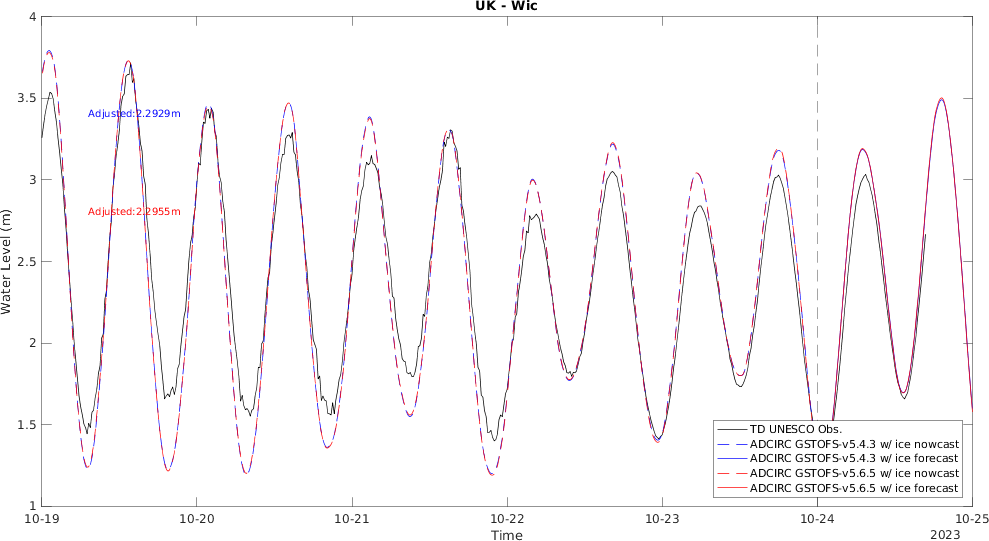 UK - Wic
Water Level (m)
4
3.5
3
2.5
2
1.5
1
Adjusted:2.2929m
Adjusted:2.2955m
TD UNESCO Obs.
ADCIRC GSTOFS-v5.4.3 w/ ice nowcast
ADCIRC GSTOFS-v5.4.3 w/ ice forecast
ADCIRC GSTOFS-v5.6.5 w/ ice nowcast
ADCIRC GSTOFS-v5.6.5 w/ ice forecast
10-19 10-20 10-21 10-22 10-23 10-24 10-25
Time
2023